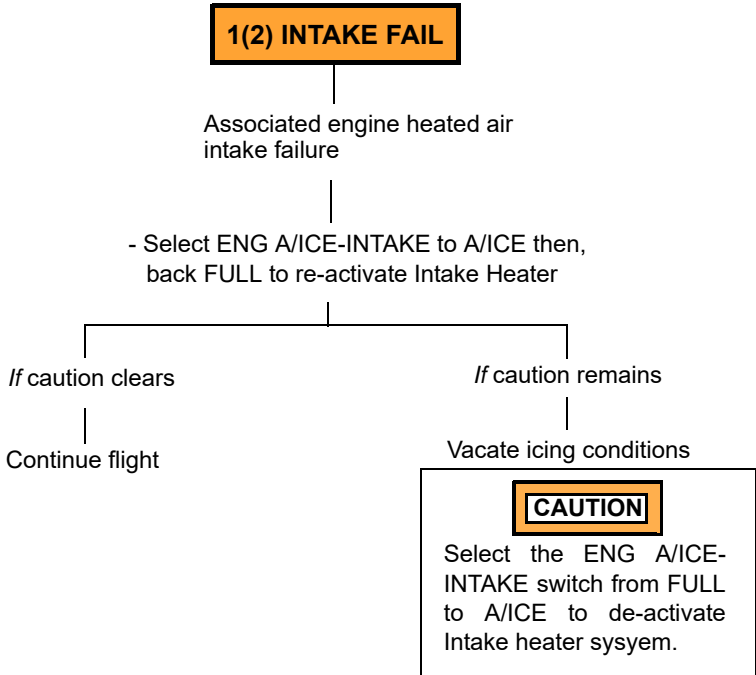 1(2) INTAKE FAIL
Associated engine heated air
intake failure
- Select ENG A/ICE-INTAKE to A/ICE then,
back FULL to re-activate Intake Heater
If caution clears
Continue flight
If caution remains
Vacate icing conditions
CAUTION
Select the ENG A/ICE-
INTAKE switch from FULL
to A/ICE to de-activate
Intake heater sysyem.